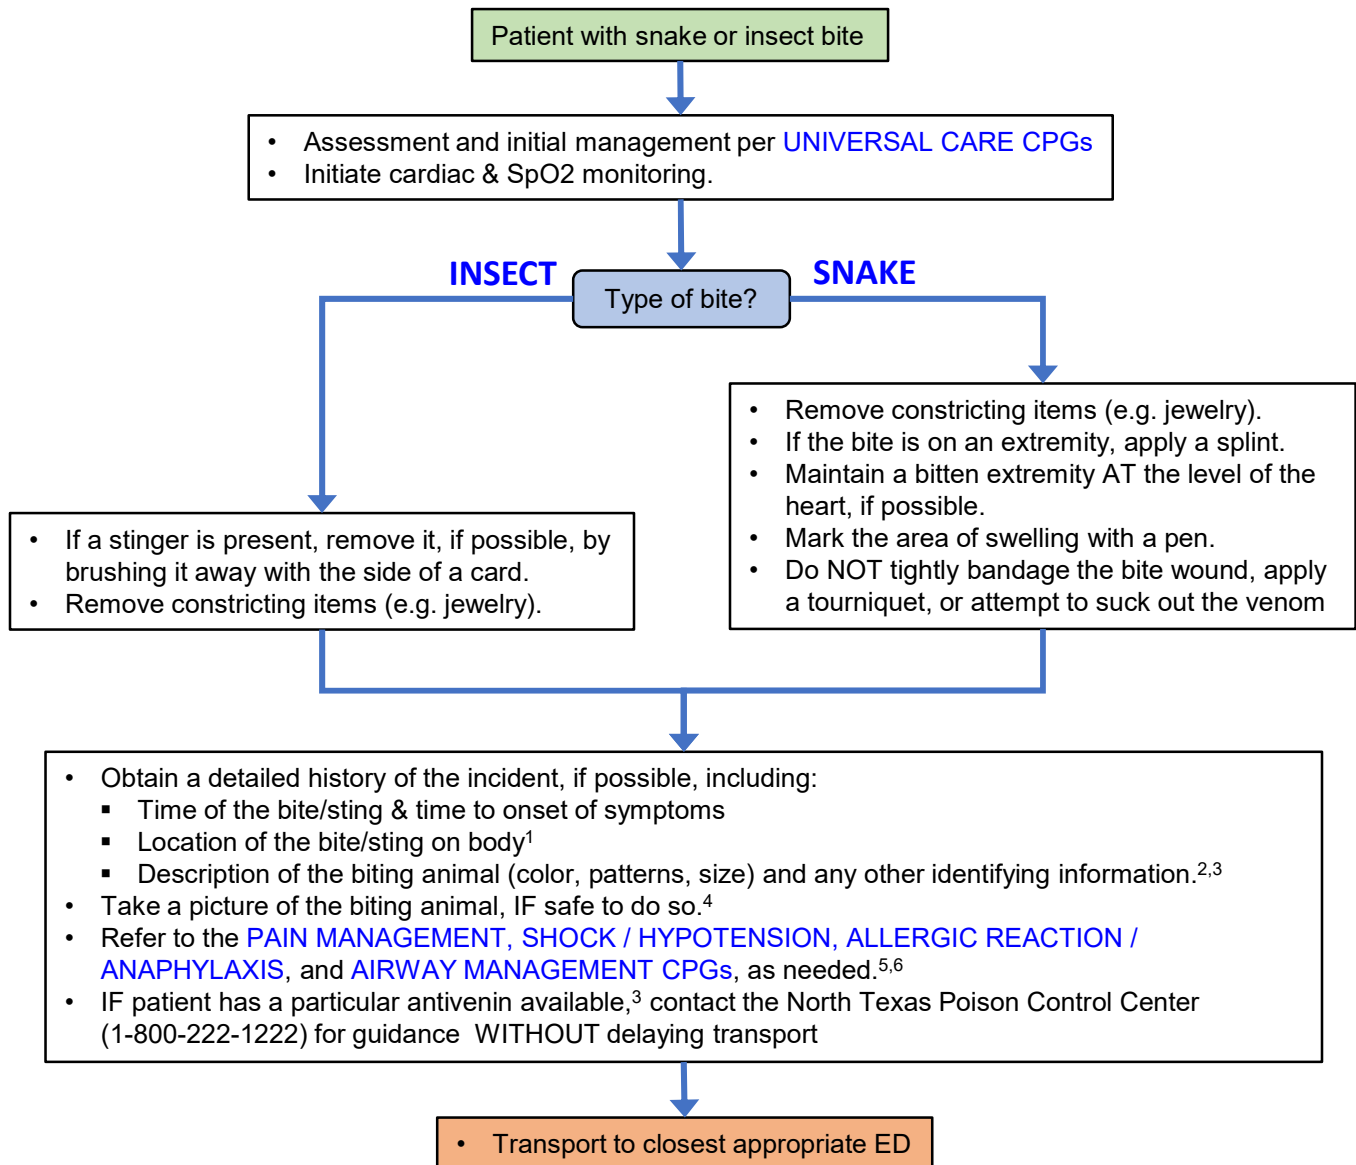 Patient with snake or insect bite
• Assessment and initial management per UNIVERSAL CARE CPGs
• Initiate cardiac & SpO2 monitoring.
INSECT
Type of bite?
SNAKE
• If a stinger is present, remove it, if possible, by
brushing it away with the side of a card.
• Remove constricting items (e.g. jewelry).
• Remove constricting items (e.g. jewelry).
• If the bite is on an extremity, apply a splint.
• Maintain a bitten extremity AT the level of the
heart, if possible.
• Mark the area of swelling with a pen.
• Do NOT tightly bandage the bite wound, apply
a tourniquet, or attempt to suck out the venom
• Obtain a detailed history of the incident, if possible, including:
▪ Time of the bite/sting & time to onset of symptoms
▪ Location of the bite/sting on body¹
▪ Description of the biting animal (color, patterns, size) and any other identifying information.²,³
• Take a picture of the biting animal, IF safe to do so.⁴
• Refer to the PAIN MANAGEMENT, SHOCK / HYPOTENSION, ALLERGIC REACTION /
ANAPHYLAXIS, and AIRWAY MANAGEMENT CPGs, as needed.⁵,⁶
• IF patient has a particular antivenin available,³ contact the North Texas Poison Control Center
(1-800-222-1222) for guidance WITHOUT delaying transport
• Transport to closest appropriate ED